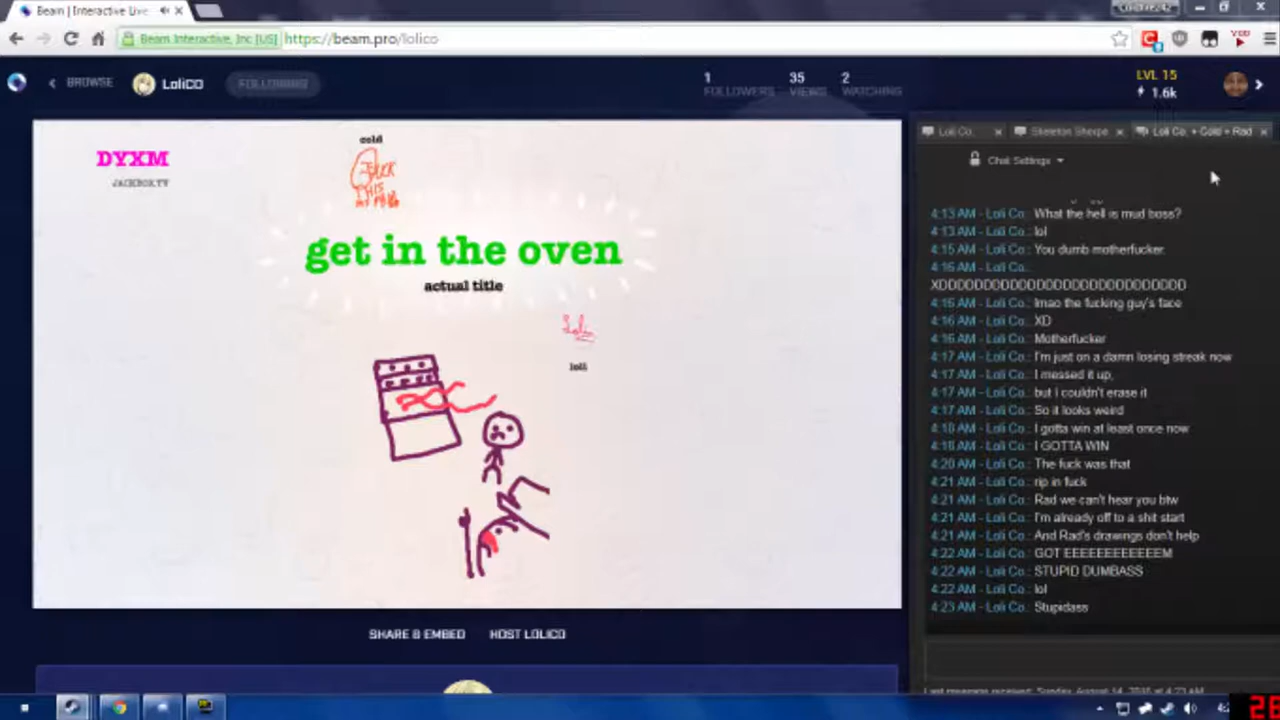 Beam | Interactive Live
Beam Interactive, Inc [US]
https://beam.pro/lolico
BROWSE
LoliCO
FOLLOWING
1
FOLLOWERS
35
VIEWS
2
WATCHING
LVL 15
1.6k
DYXM
JACKBOX.TV
cold
get in the oven
actual title
loli
SHARE & EMBED
HOST LOLICO
Loli Co.
Skeleton Sherpe
Loli Co. + Cold + Rad
Chat Settings
4:13 AM - Loli Co.: What the hell is mud boss?
4:13 AM - Loli Co.: lol
4:15 AM - Loli Co.: You dumb motherfucker.
4:16 AM - Loli Co.:
4:16 AM - Loli Co.: lmao the fucking guy's face
4:16 AM - Loli Co.: XD
4:16 AM - Loli Co.: Motherfucker
4:17 AM - Loli Co.: I'm just on a damn losing streak now
4:17 AM - Loli Co.: I messed it up,
4:17 AM - Loli Co.: but I couldn't erase it
4:17 AM - Loli Co.: So it looks weird
4:18 AM - Loli Co.: I gotta win at least once now
4:18 AM - Loli Co.: I GOTTA WIN
4:20 AM - Loli Co.: The fuck was that
4:21 AM - Loli Co.: rip in fuck
4:21 AM - Loli Co.: Rad we can't hear you btw
4:21 AM - Loli Co.: I'm already off to a shit start
4:21 AM - Loli Co.: And Rad's drawings don't help
4:22 AM - Loli Co.: GOT EEEEEEEEEEEEM
4:22 AM - Loli Co.: STUPID DUMBASS
4:22 AM - Loli Co.: lol
4:23 AM - Loli Co.: Stupidass